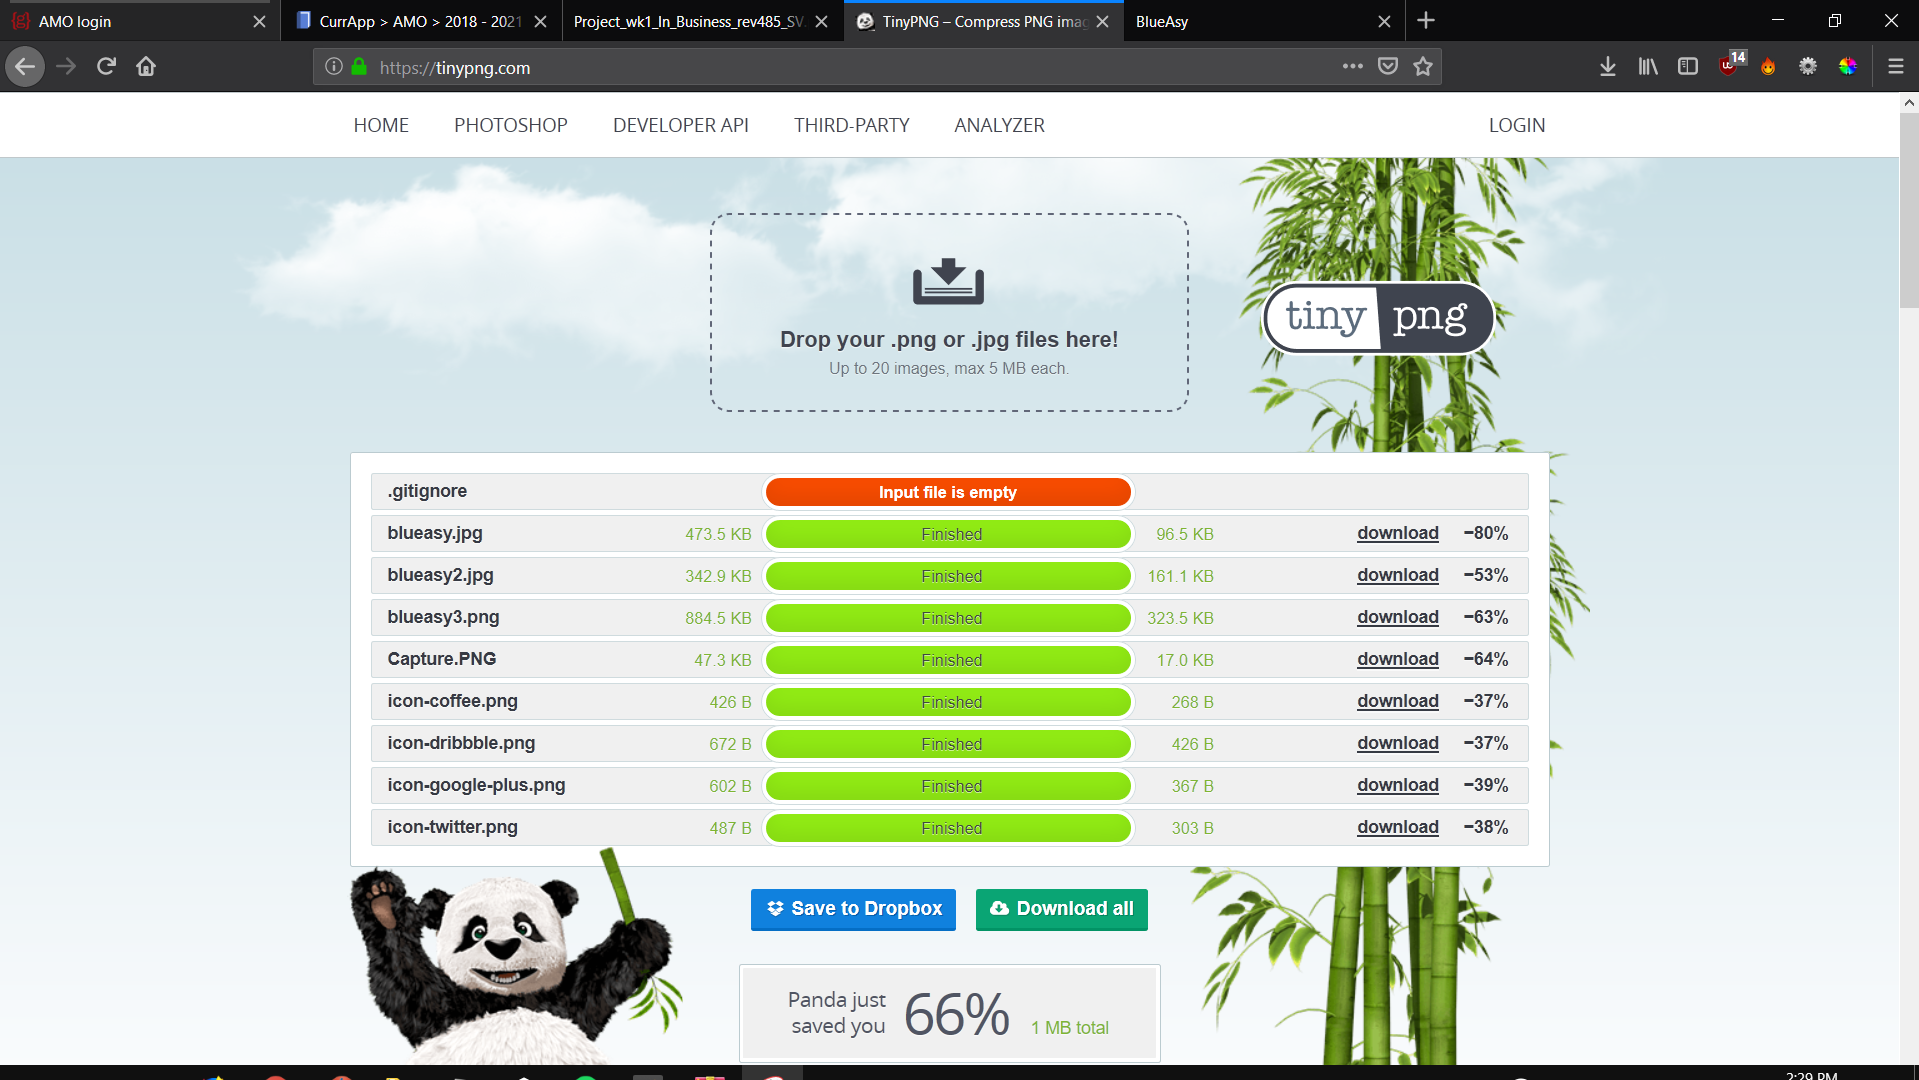 AMO login
CurrApp > AMO > 2018 - 2021
Project_wk1_In_Business_rev485_SV
TinyPNG – Compress PNG imag
BlueAsy
https://tinypng.com
14
HOME PHOTOSHOP DEVELOPER API THIRD-PARTY ANALYZER LOGIN
tiny png
Drop your .png or .jpg files here!
Up to 20 images, max 5 MB each.
.gitignore Input file is empty
blueasy.jpg 473.5 KB Finished 96.5 KB download −80%
blueasy2.jpg 342.9 KB Finished 161.1 KB download −53%
blueasy3.png 884.5 KB Finished 323.5 KB download −63%
Capture.PNG 47.3 KB Finished 17.0 KB download −64%
icon-coffee.png 426 B Finished 268 B download −37%
icon-dribbble.png 672 B Finished 426 B download −37%
icon-google-plus.png 602 B Finished 367 B download −39%
icon-twitter.png 487 B Finished 303 B download −38%
Save to Dropbox Download all
Panda just
saved you 66% 1 MB total
2:29 PM